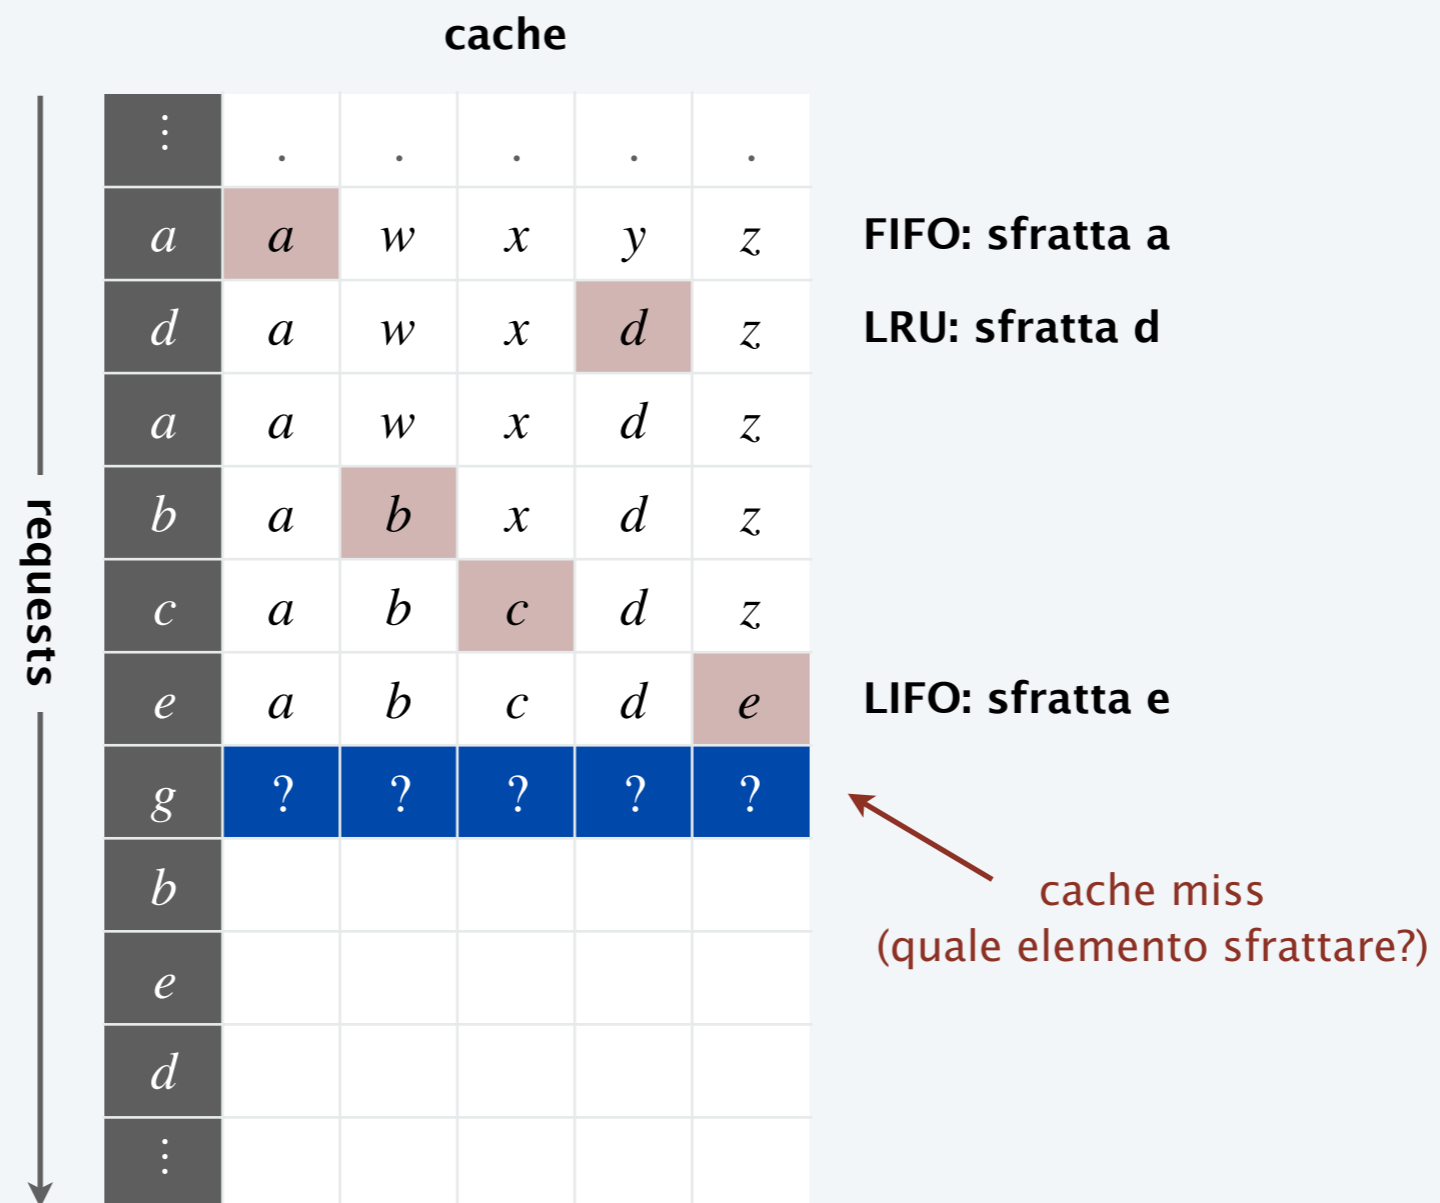 cache
⋮ . . . . .
a a w x y z FIFO: sfratta a
d a w x d z LRU: sfratta d
a a w x d z
b a b x d z
c a b c d z
e a b c d e LIFO: sfratta e
g ? ? ? ? ?
b
e
d
⋮
requests
cache miss
(quale elemento sfrattare?)